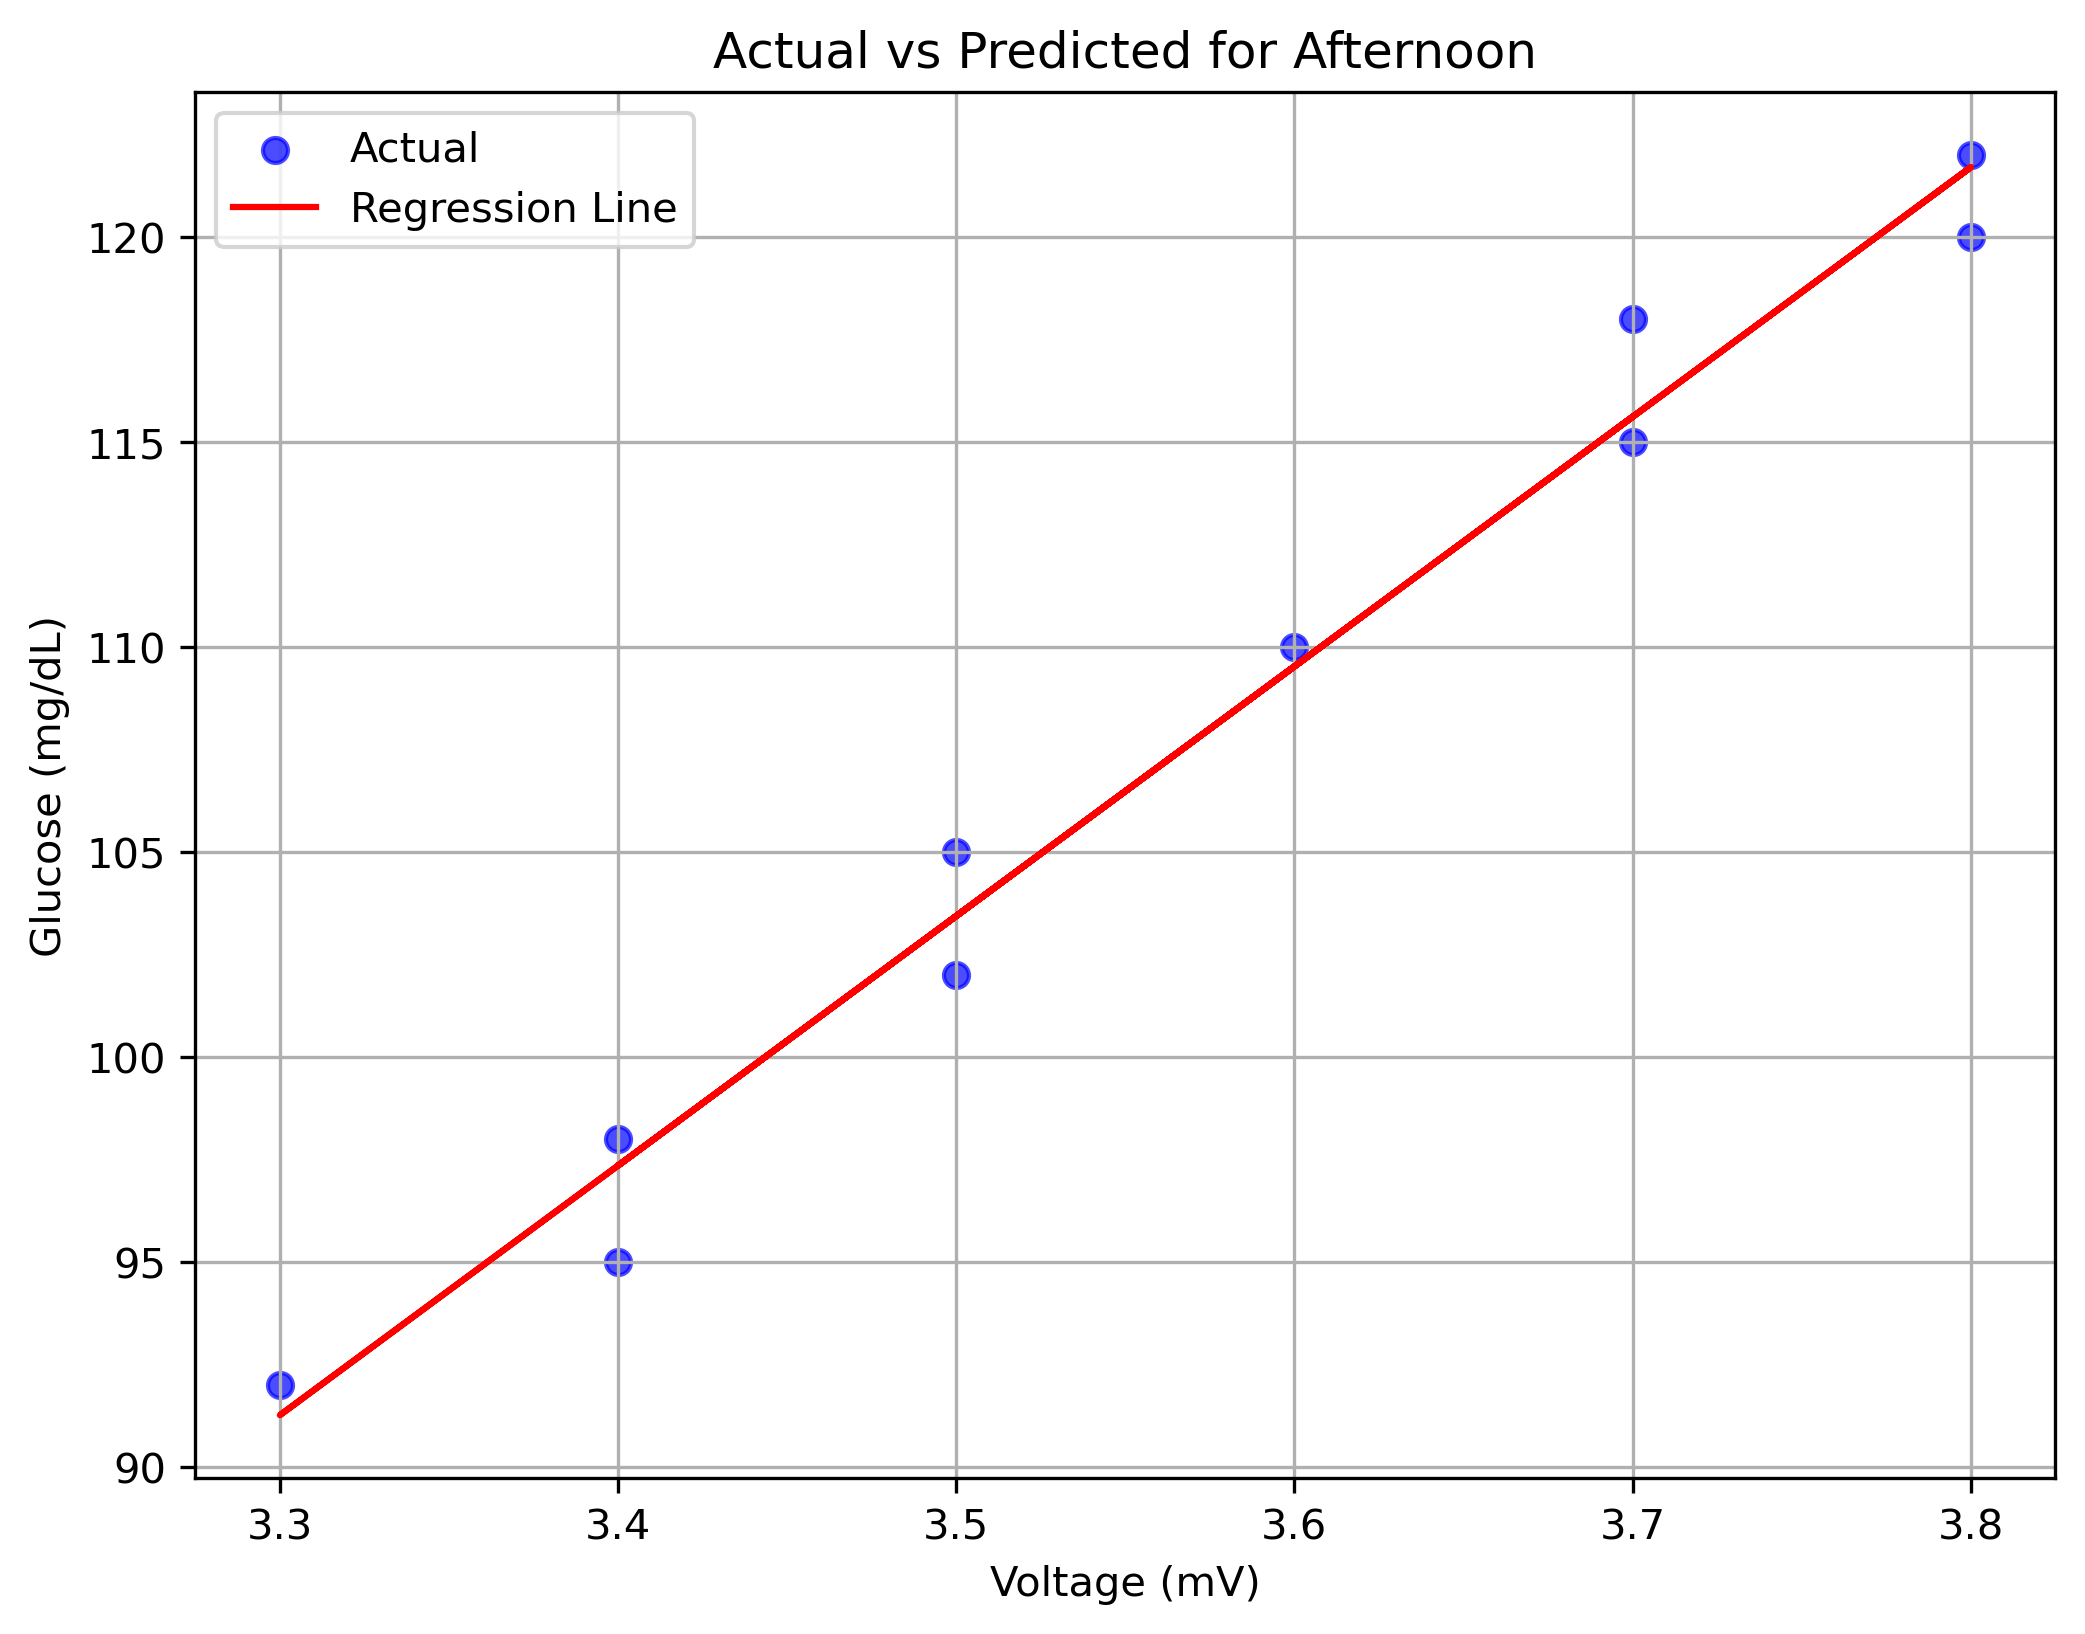 Actual vs Predicted for Afternoon
Actual
Regression Line
120
115
110
105
100
95
90
Glucose (mg/dL)
3.3 3.4 3.5 3.6 3.7 3.8
Voltage (mV)